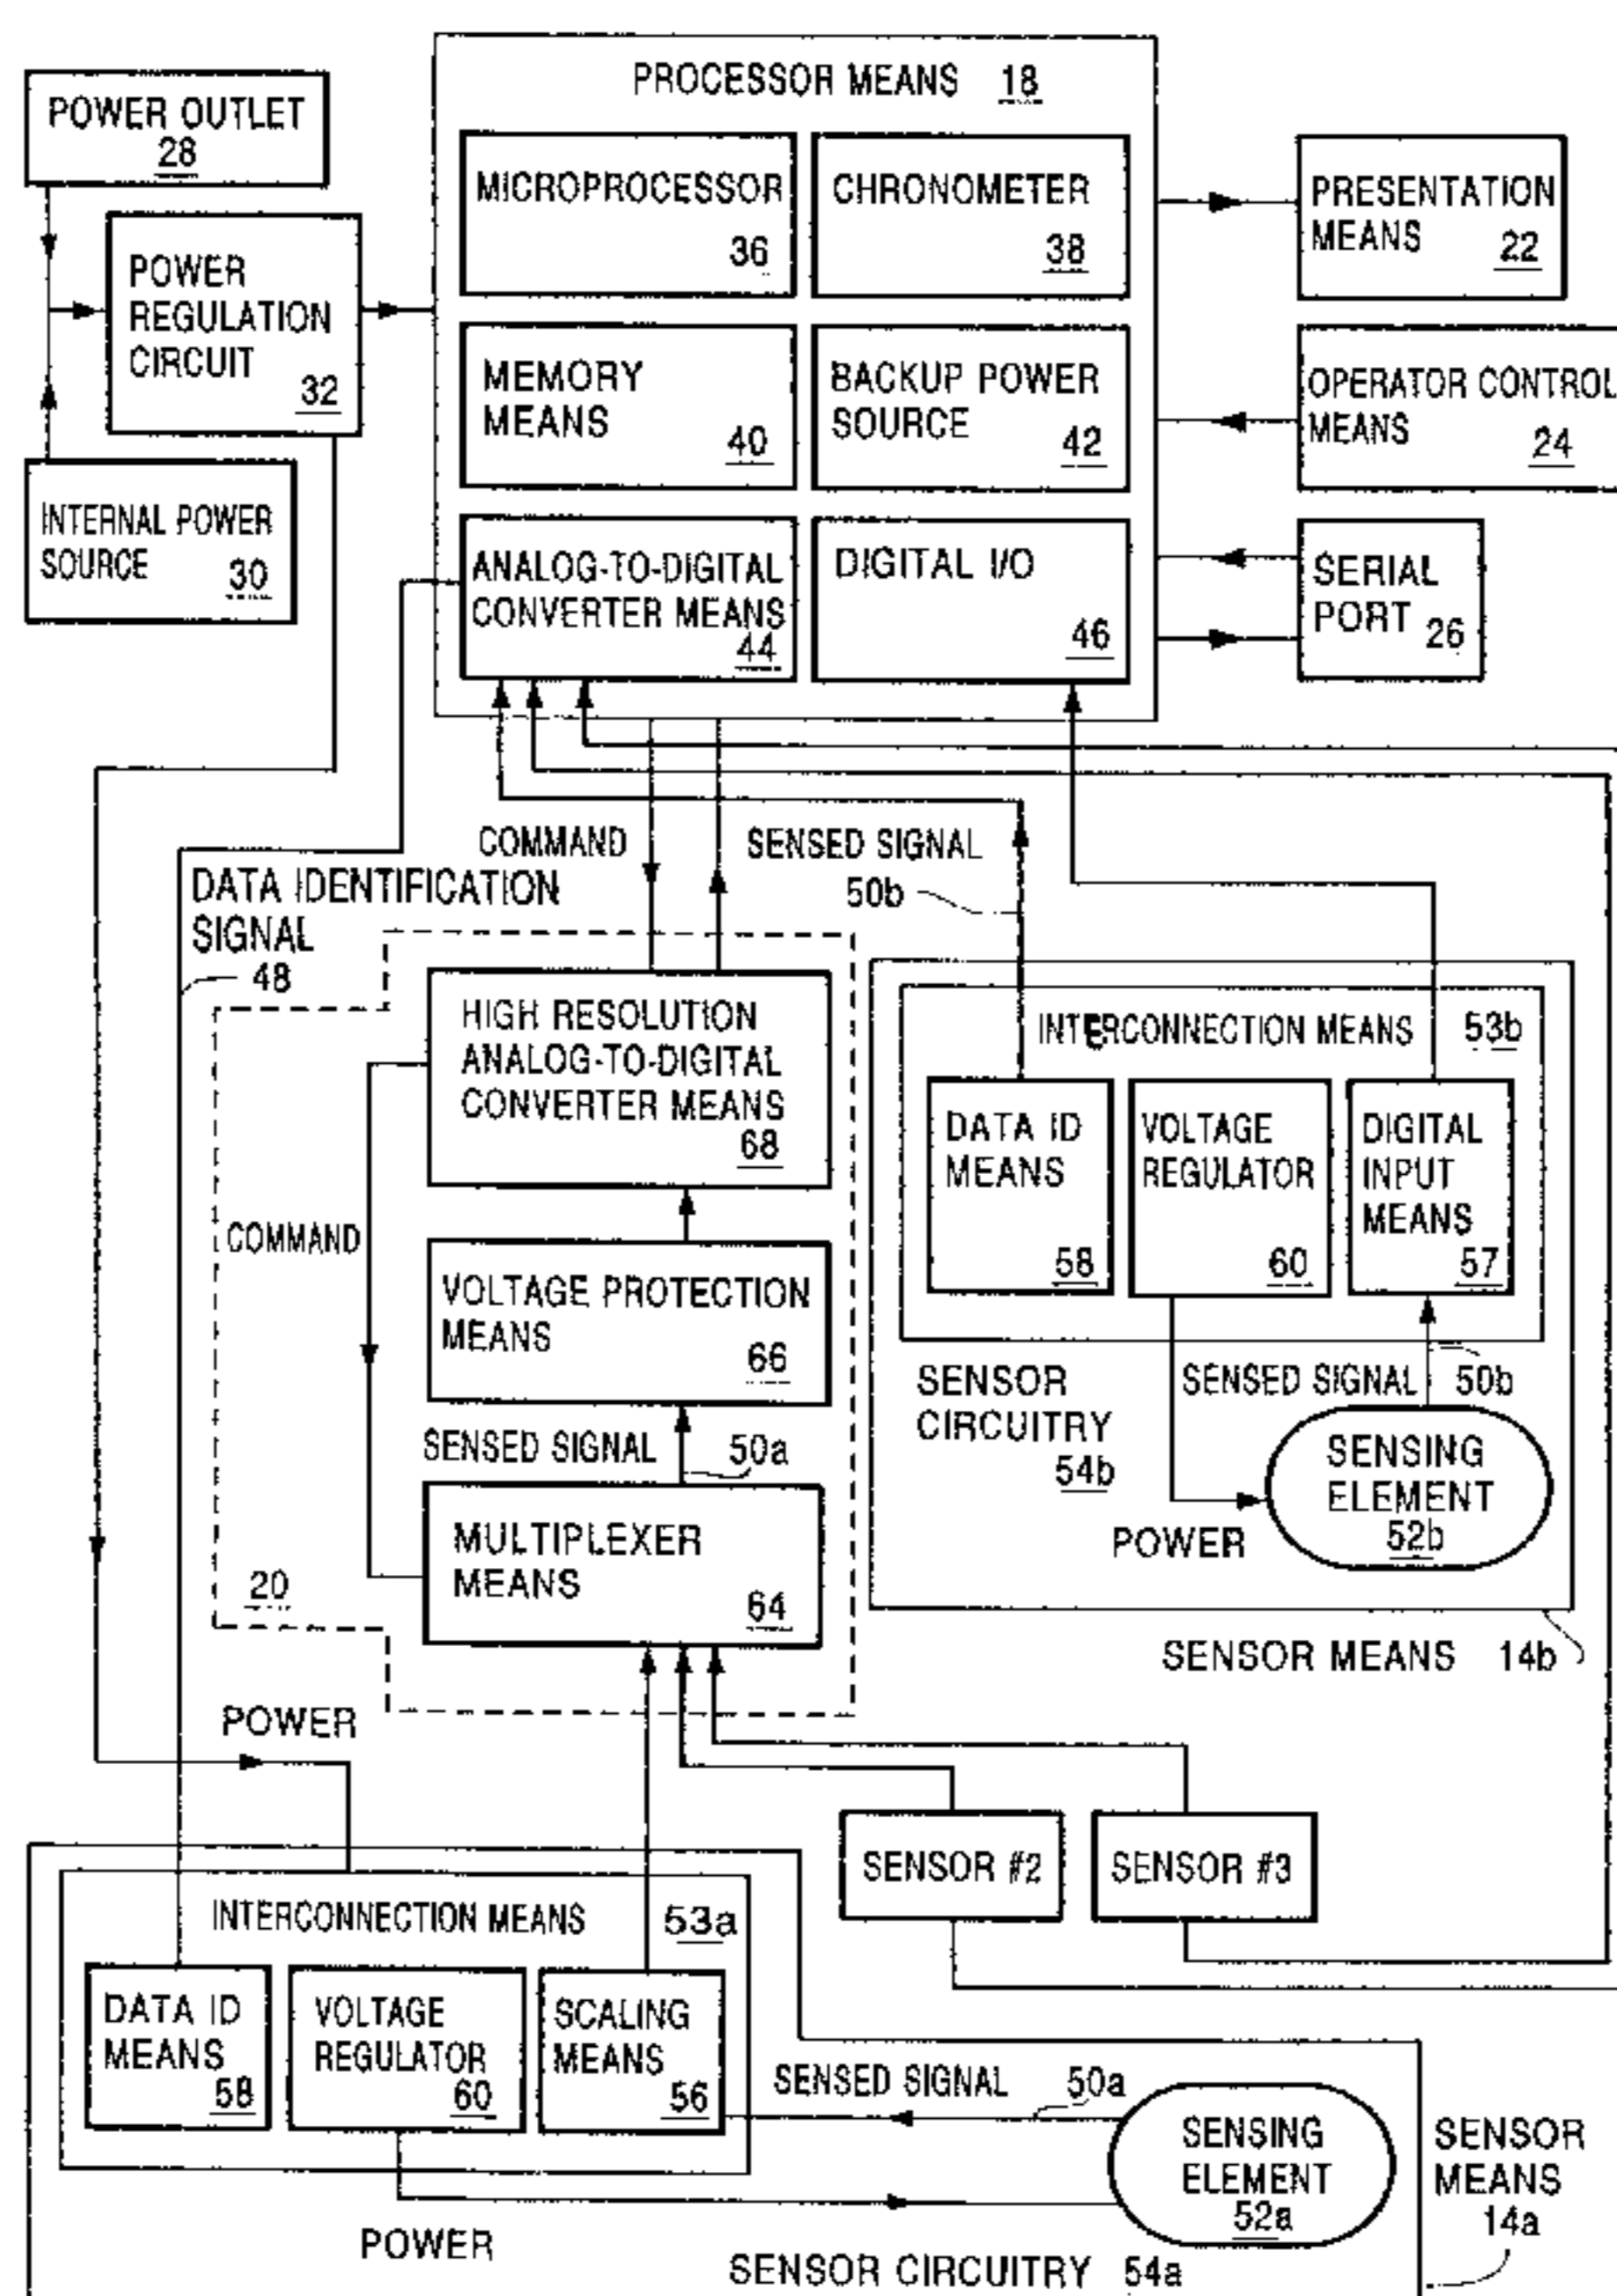 PROCESSOR MEANS 18
POWER OUTLET
28
MICROPROCESSOR
36
CHRONOMETER
38
PRESENTATION
MEANS 22
POWER
REGULATION
CIRCUIT
32
MEMORY
MEANS
40
BACKUP POWER
SOURCE
42
OPERATOR CONTROL
MEANS
24
INTERNAL POWER
SOURCE 30
ANALOG-TO-DIGITAL
CONVERTER MEANS
44
DIGITAL I/O
46
SERIAL
PORT 26
COMMAND
SENSED SIGNAL
50b
DATA IDENTIFICATION
SIGNAL
48
HIGH RESOLUTION
ANALOG-TO-DIGITAL
CONVERTER MEANS
68
INTERCONNECTION MEANS 53b
DATA ID
MEANS
58
VOLTAGE
REGULATOR
60
DIGITAL
INPUT
MEANS
57
COMMAND
VOLTAGE PROTECTION
MEANS
66
SENSOR
CIRCUITRY
54b
SENSED SIGNAL 50b
SENSED SIGNAL 50a
SENSING
ELEMENT
52b
POWER
MULTIPLEXER
MEANS
64
20
SENSOR MEANS 14b
POWER
SENSOR #2
SENSOR #3
INTERCONNECTION MEANS 53a
DATA ID
MEANS
58
VOLTAGE
REGULATOR
60
SCALING
MEANS
56
SENSED SIGNAL 50a
SENSING
ELEMENT
52a
SENSOR
MEANS
14a
POWER
SENSOR CIRCUITRY 54a